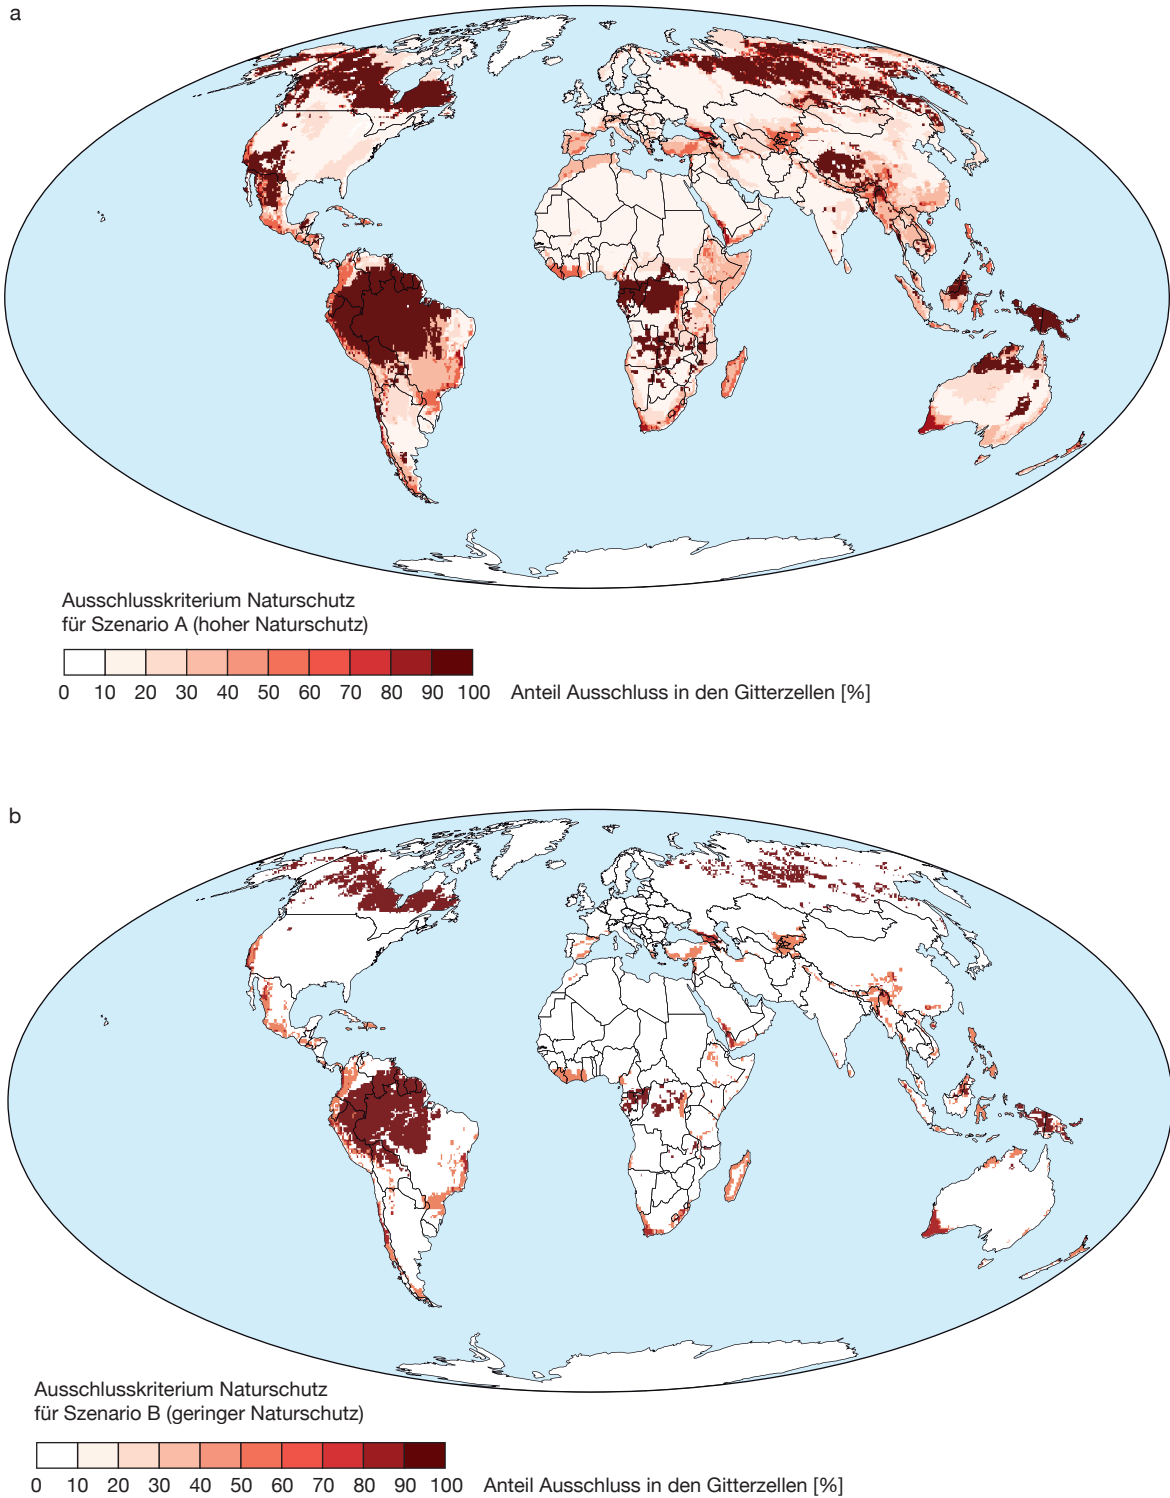 a
Ausschlusskriterium Naturschutz
für Szenario A (hoher Naturschutz)
0 10 20 30 40 50 60 70 80 90 100 Anteil Ausschluss in den Gitterzellen [%]
b
Ausschlusskriterium Naturschutz
für Szenario B (geringer Naturschutz)
0 10 20 30 40 50 60 70 80 90 100 Anteil Ausschluss in den Gitterzellen [%]